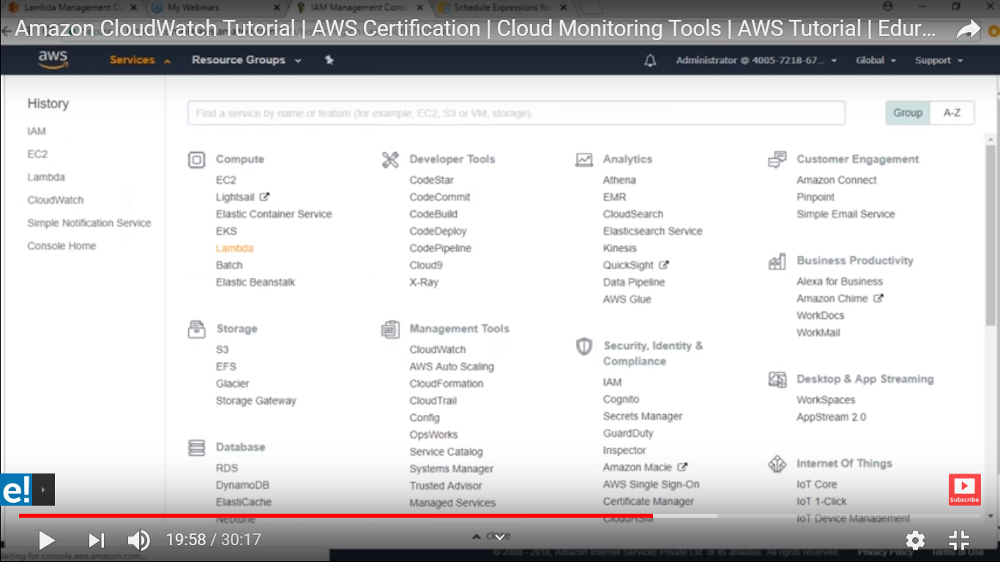 Lambda Management Co
My Webinars
IAM Management Conso
Schedule Expressions for
Amazon CloudWatch Tutorial | AWS Certification | Cloud Monitoring Tools | AWS Tutorial | Edur...
aws
Services
Resource Groups
Administrator @ 4005-7218-67...
Global
Support
History
IAM
EC2
Lambda
CloudWatch
Simple Notification Service
Console Home
Find a service by name or feature (for example, EC2, S3 or VM, storage).
Group
A-Z
Compute
EC2
Lightsail
Elastic Container Service
EKS
Lambda
Batch
Elastic Beanstalk
Storage
S3
EFS
Glacier
Storage Gateway
Database
RDS
DynamoDB
ElastiCache
Neptune
Developer Tools
CodeStar
CodeCommit
CodeBuild
CodeDeploy
CodePipeline
Cloud9
X-Ray
Management Tools
CloudWatch
AWS Auto Scaling
CloudFormation
CloudTrail
Config
OpsWorks
Service Catalog
Systems Manager
Trusted Advisor
Managed Services
Analytics
Athena
EMR
CloudSearch
Elasticsearch Service
Kinesis
QuickSight
Data Pipeline
AWS Glue
Security, Identity &
Compliance
IAM
Cognito
Secrets Manager
GuardDuty
Inspector
Amazon Macie
AWS Single Sign-On
Certificate Manager
CloudHSM
Customer Engagement
Amazon Connect
Pinpoint
Simple Email Service
Business Productivity
Alexa for Business
Amazon Chime
WorkDocs
WorkMail
Desktop & App Streaming
WorkSpaces
AppStream 2.0
Internet Of Things
IoT Core
IoT 1-Click
IoT Device Management
e!
Subscribe
19:58 / 30:17
close
© 2008 - 2018, Amazon Internet Services Private Ltd. or its affiliates. All rights reserved.
Privacy Policy
Terms of Use
aiting for console.aws.amazon.com...